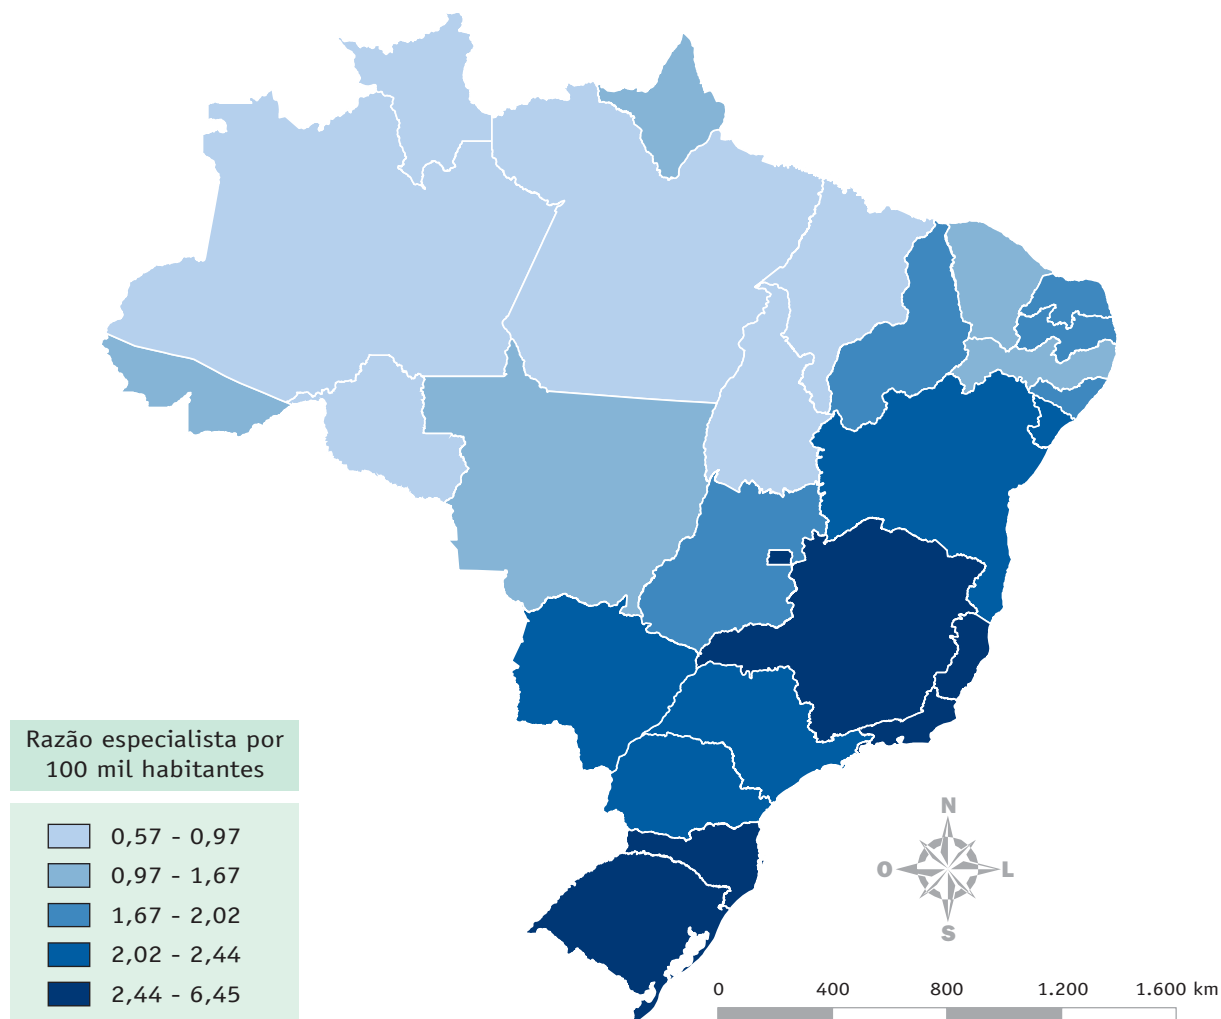 Razão especialista por
100 mil habitantes
0,57 - 0,97
0,97 - 1,67
1,67 - 2,02
2,02 - 2,44
2,44 - 6,45
N
O
L
S
0 400 800 1.200 1.600 km